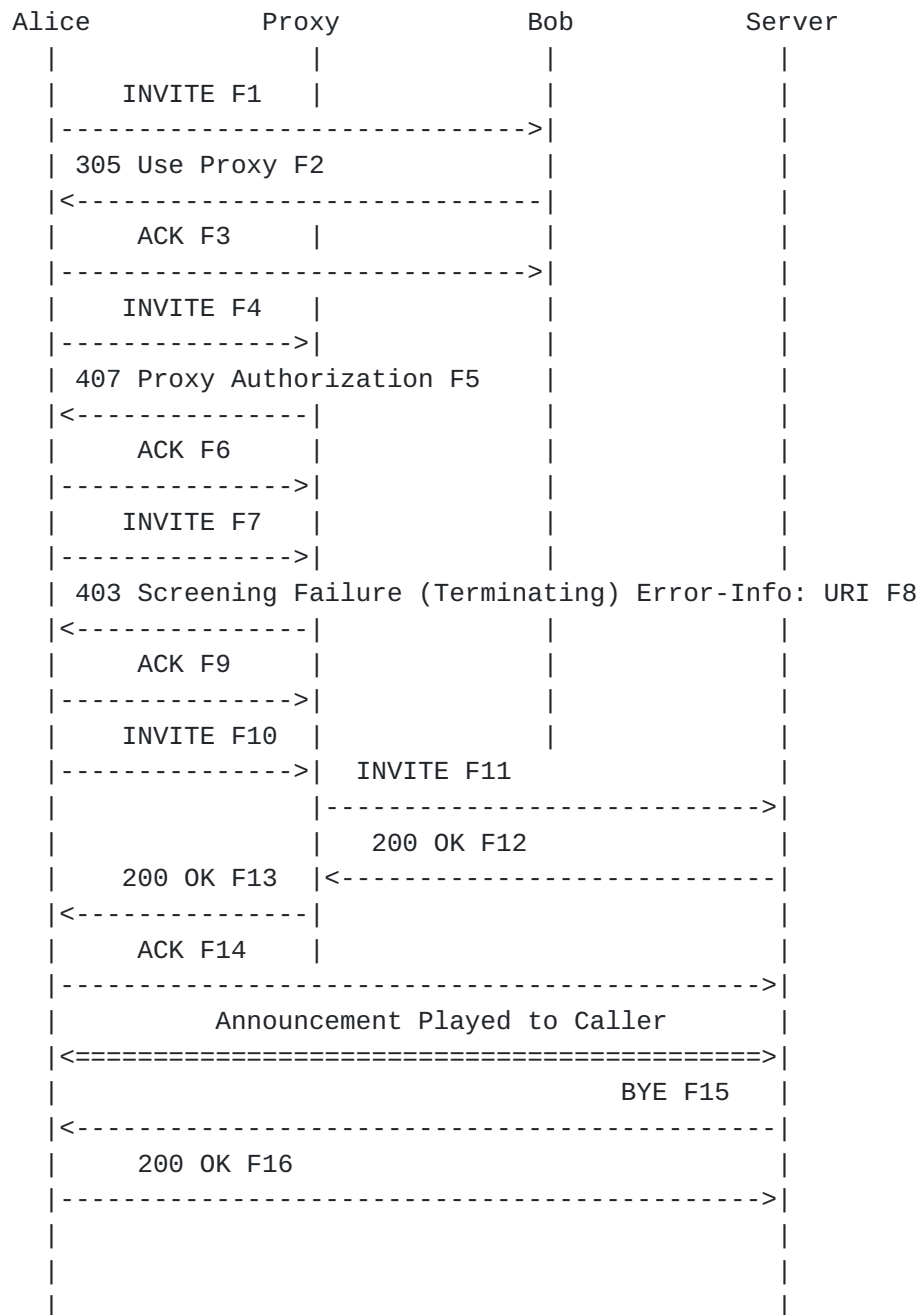 Alice Proxy Bob Server
INVITE F1
305 Use Proxy F2
ACK F3
INVITE F4
407 Proxy Authorization F5
ACK F6
INVITE F7
403 Screening Failure (Terminating) Error-Info: URI F8
ACK F9
INVITE F10
INVITE F11
200 OK F12
200 OK F13
ACK F14
Announcement Played to Caller
BYE F15
200 OK F16